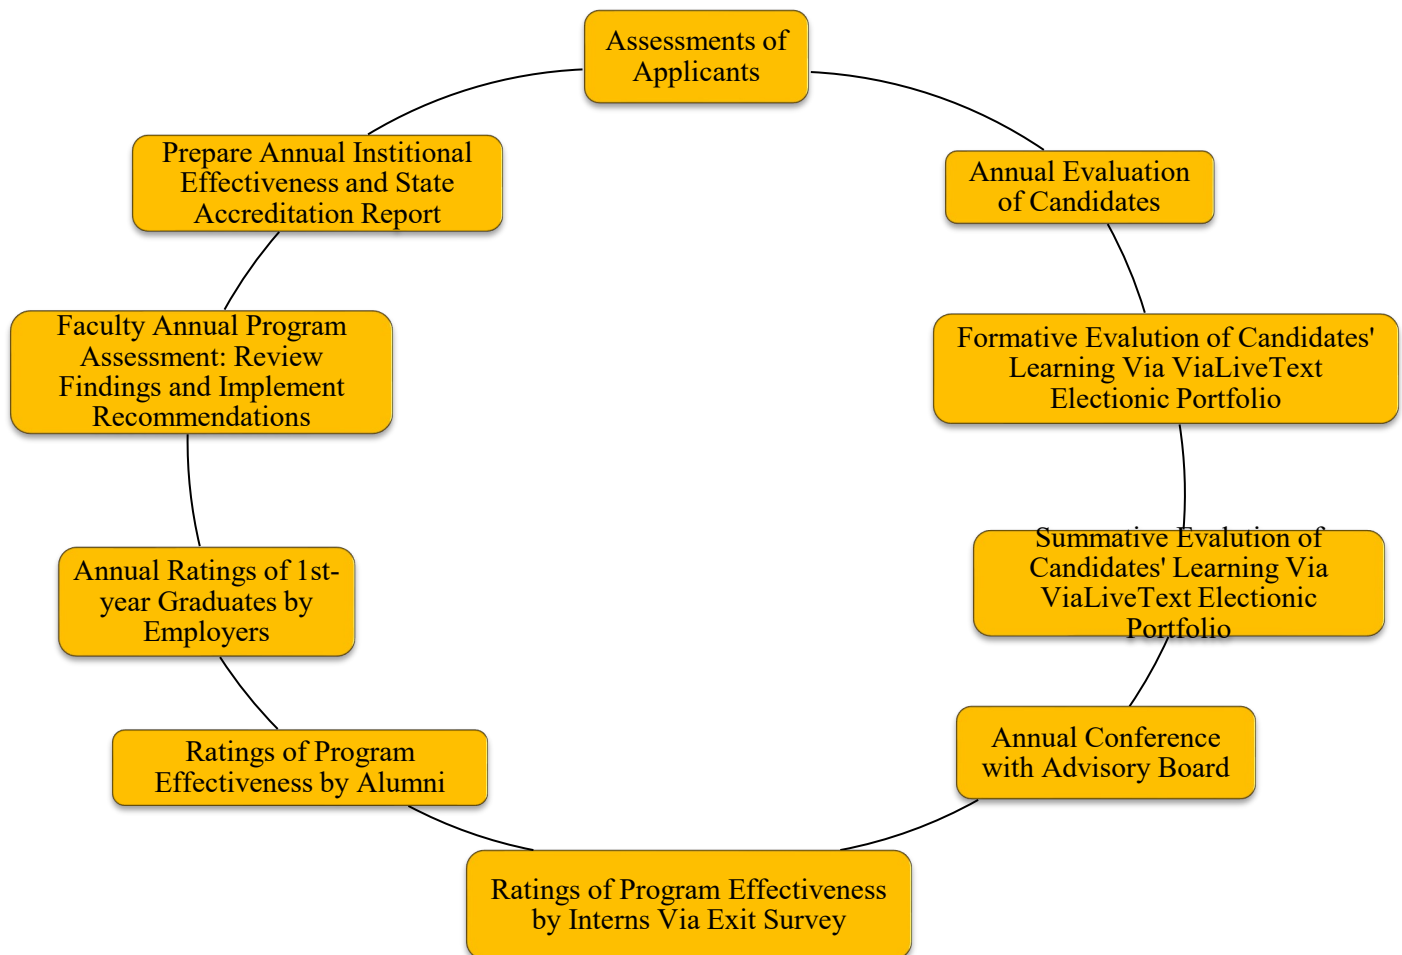 Assessments of
Applicants
Annual Evaluation
of Candidates
Formative Evalution of Candidates'
Learning Via ViaLiveText
Electionic Portfolio
Summative Evalution of
Candidates' Learning Via
ViaLiveText Electionic
Portfolio
Annual Conference
with Advisory Board
Ratings of Program Effectiveness
by Interns Via Exit Survey
Ratings of Program
Effectiveness by Alumni
Annual Ratings of 1st-
year Graduates by
Employers
Faculty Annual Program
Assessment: Review
Findings and Implement
Recommendations
Prepare Annual Institional
Effectiveness and State
Accreditation Report